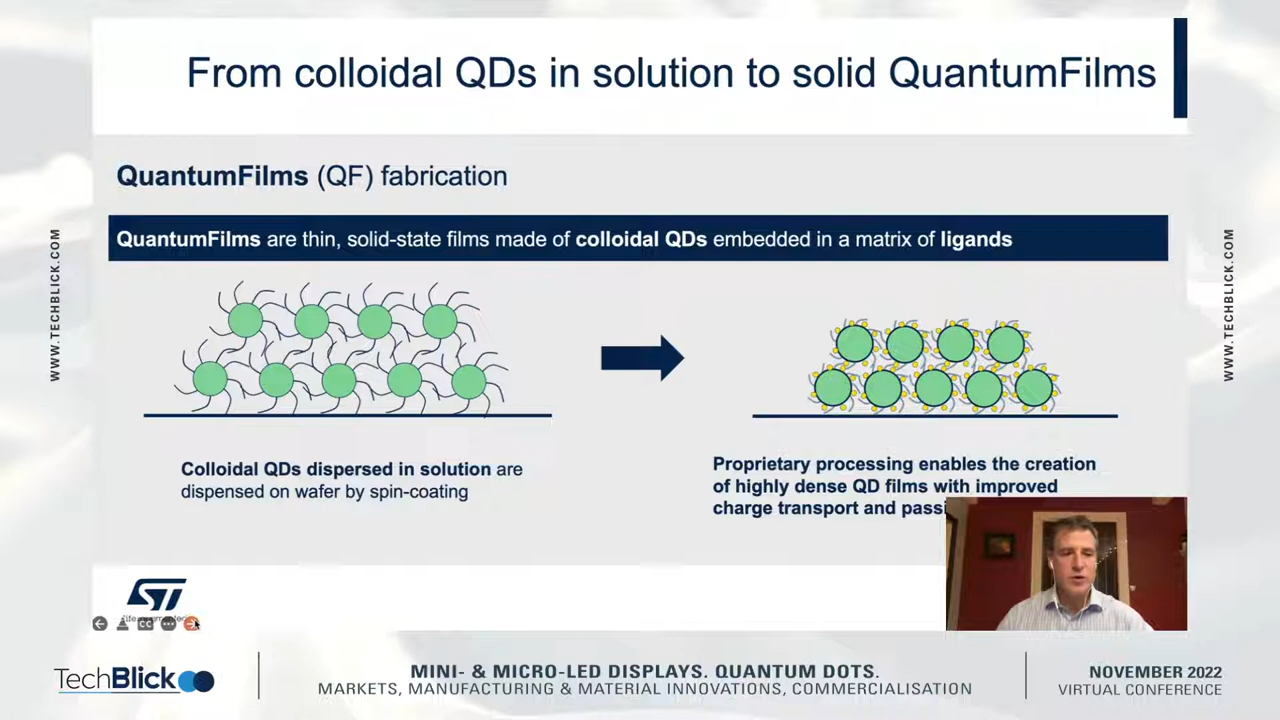 From colloidal QDs in solution to solid QuantumFilms
QuantumFilms (QF) fabrication
QuantumFilms are thin, solid-state films made of colloidal QDs embedded in a matrix of ligands
WWW.TECHBLICK.COM
WWW.TECHBLICK.COM
Colloidal QDs dispersed in solution are
dispensed on wafer by spin-coating
Proprietary processing enables the creation
of highly dense QD films with improved
charge transport and
ST
CC
TechBlick
MINI- & MICRO-LED DISPLAYS. QUANTUM DOTS.
MARKETS, MANUFACTURING & MATERIAL INNOVATIONS, COMMERCIALISATION
NOVEMBER 2022
VIRTUAL CONFERENCE